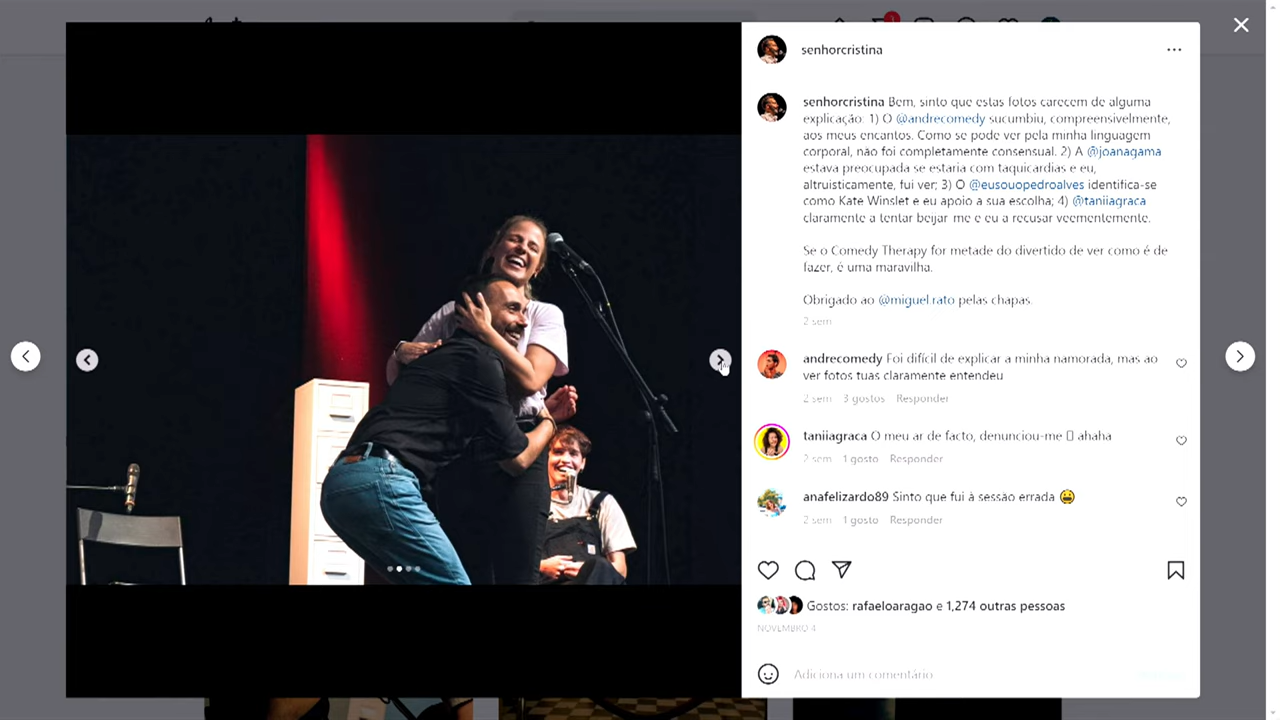 senhorcristina
senhorcristina Bem, sinto que estas fotos carecem de alguma
explicação: 1) O @andrecomedy sucumbiu, compreensivelmente,
aos meus encantos. Como se pode ver pela minha linguagem
corporal, não foi completamente consensual. 2) A @joanagama
estava preocupada se estaria com taquicardias e eu,
altruisticamente, fui ver; 3) O @eusouopedroalves identifica-se
como Kate Winslet e eu apoio a sua escolha; 4) @taniiagraca
claramente a tentar beijar-me e eu a recusar veementemente.
Se o Comedy Therapy for metade do divertido de ver como é de
fazer, é uma maravilha.
Obrigado ao @miguel.rato pelas chapas.
2 sem
andrecomedy Foi difícil de explicar a minha namorada, mas ao
ver fotos tuas claramente entendeu
2 sem 3 gostos Responder
taniiagraca O meu ar de facto, denunciou-me ahaha
2 sem 1 gosto Responder
anafelizardo89 Sinto que fui à sessão errada 😀
2 sem 1 gosto Responder
Gostos: rafaeloaragao e 1,274 outras pessoas
NOVEMBRO 4
Adiciona um comentário